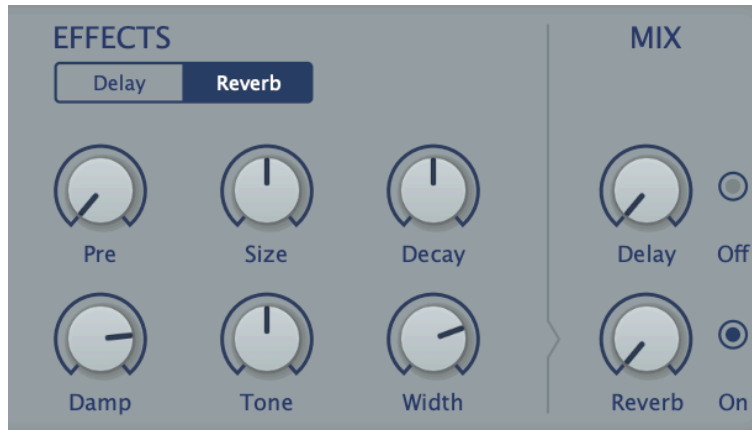 EFFECTS
MIX
Delay
Reverb
Pre
Size
Decay
Delay
Off
Damp
Tone
Width
Reverb
On